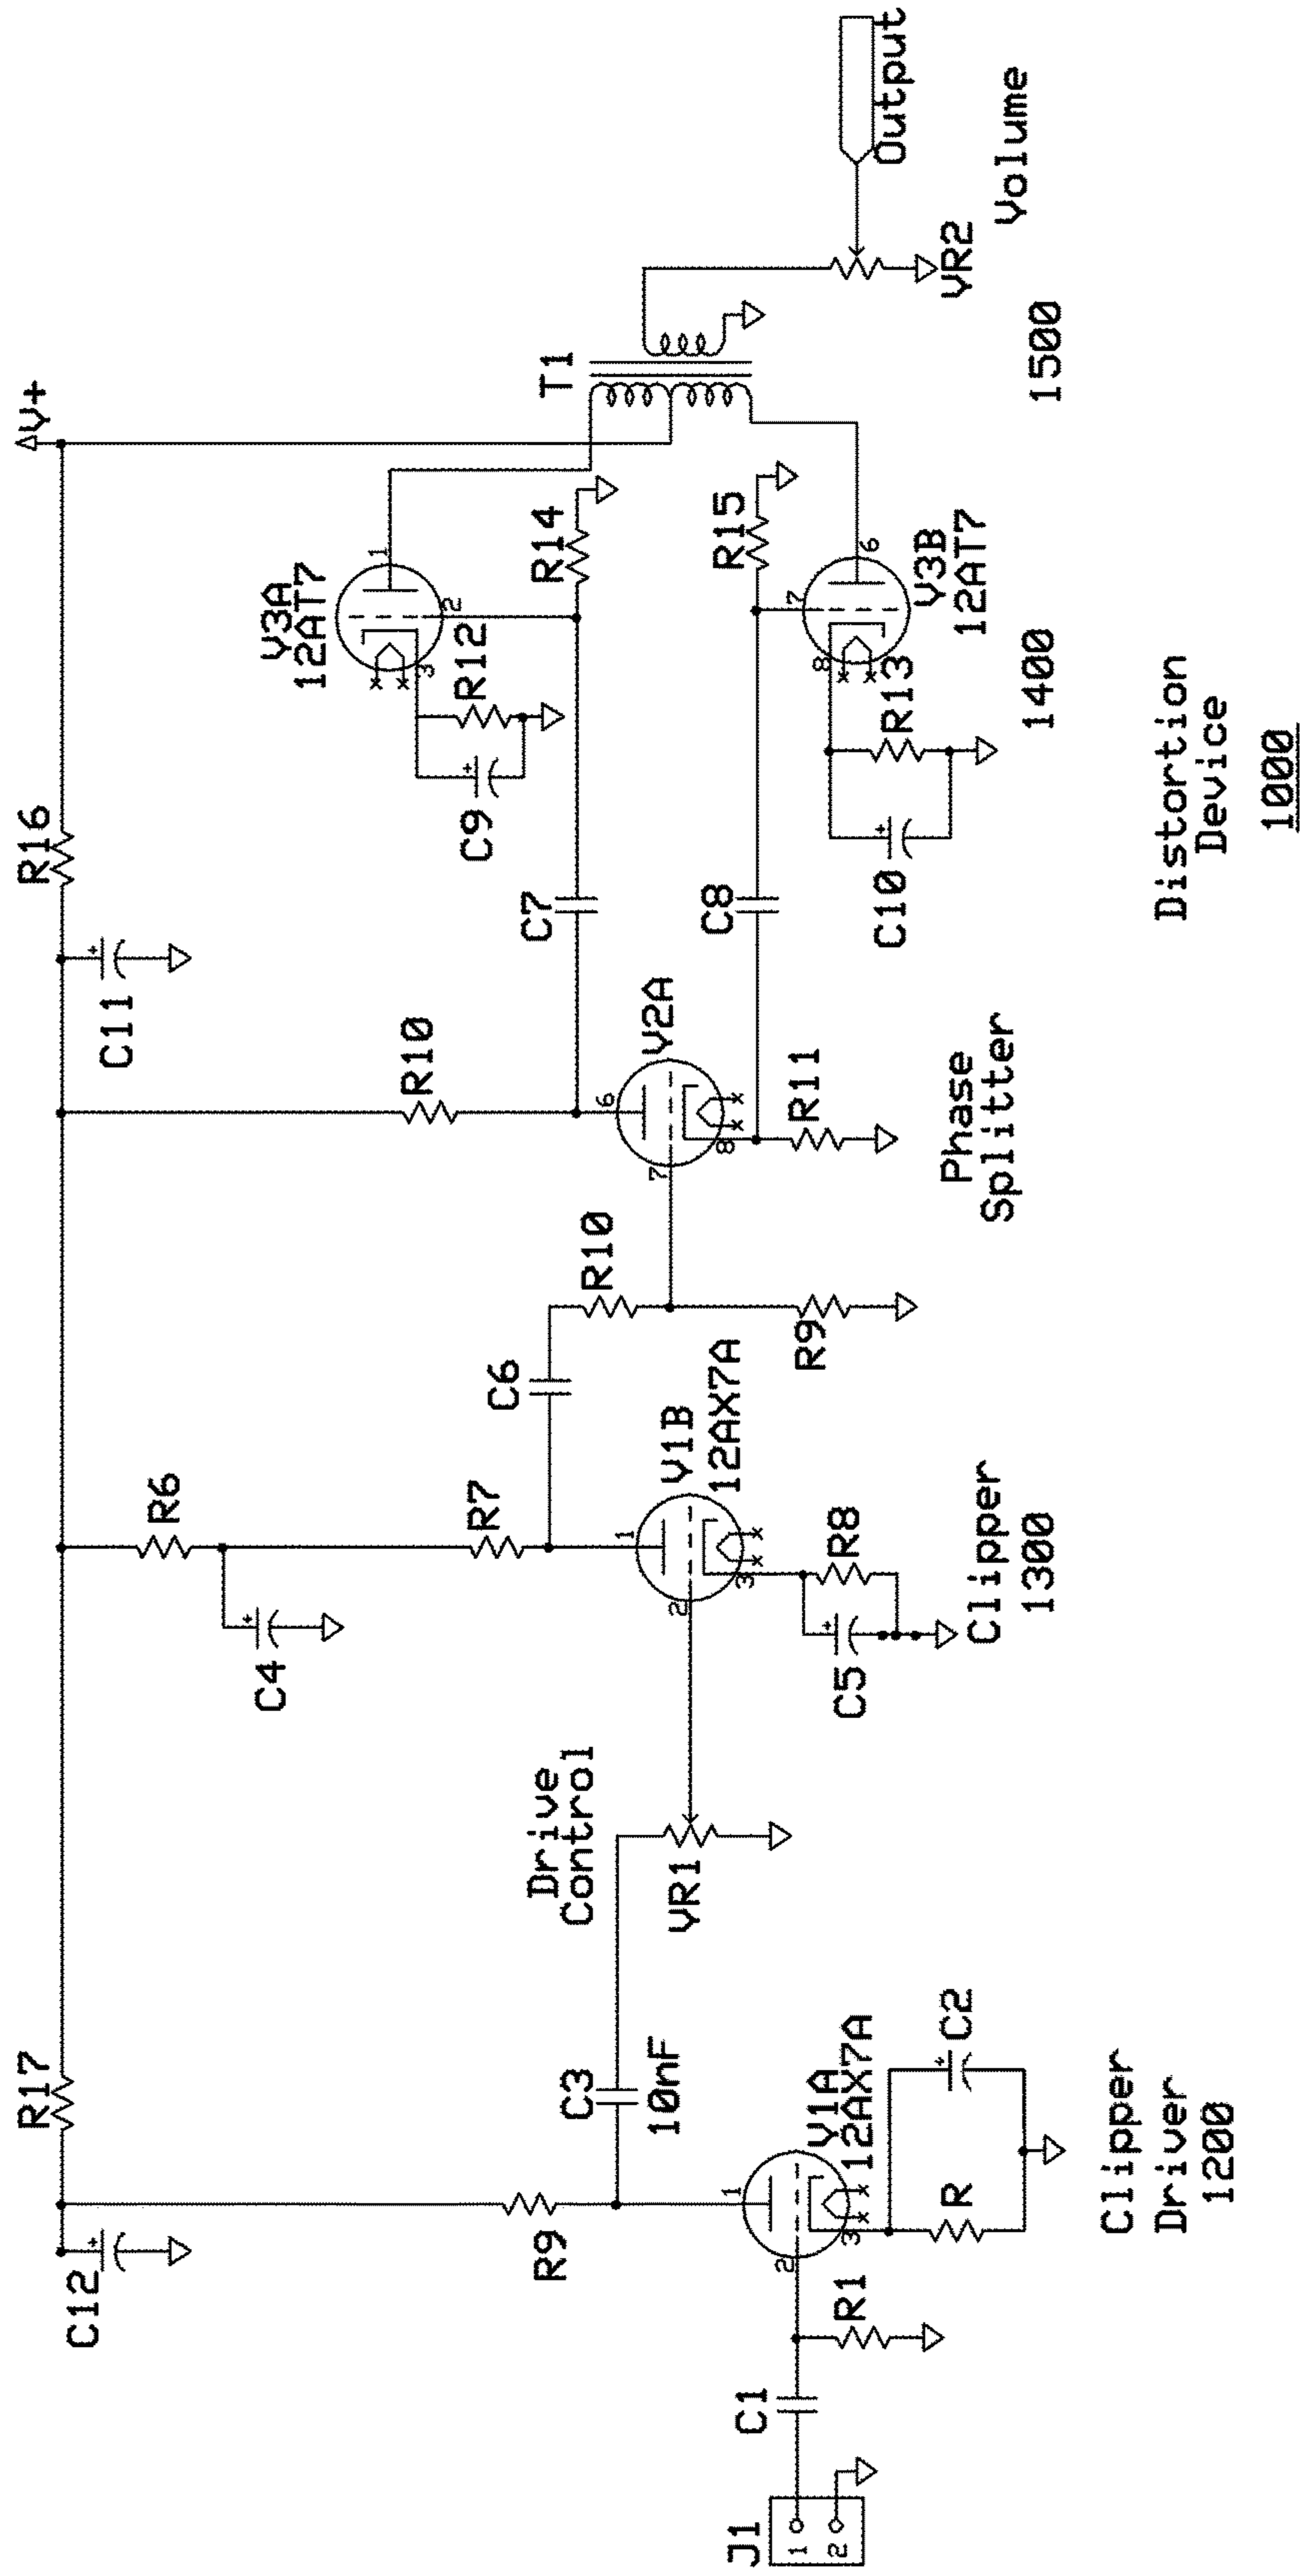 V+
R17
R16
C12
C11
R6
C4
R9
R7
R10
V3A
12AT7
1
2
3
R12
C9
T1
Drive
Control
C3
10nF
VR1
C6
R10
C7
R14
C8
R15
J1
1
2
C1
R1
1
2
3
V1A
12AX7A
R
C2
1
2
3
V1B
12AX7A
C5
R8
R9
6
7
8
V2A
R11
7
8
6
V3B
12AT7
R13
C10
VR2
Output
Volume
Clipper
Driver
1200
Clipper
1300
Phase
Splitter
1400
1500
Distortion
Device
1000